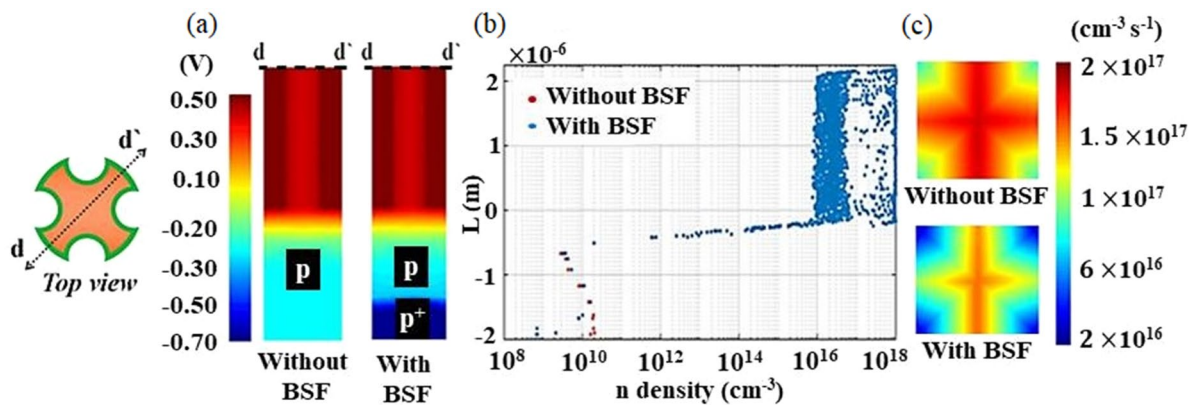 (a)
(V)
d d`
d d`
0.50
0.30
0.10
-0.20
-0.30
-0.50
-0.70
d`
d
Top view
p
p
p⁺
Without
BSF
With
BSF
(b)
×10⁻⁶
Without BSF
With BSF
L (m)
2
1
0
-1
-2
10⁸ 10¹⁰ 10¹² 10¹⁴ 10¹⁶ 10¹⁸
n density (cm⁻³)
(c)
(cm⁻³ s⁻¹)
Without BSF
With BSF
2 ×10¹⁷
1.5 ×10¹⁷
1 ×10¹⁷
6 ×10¹⁶
2 ×10¹⁶